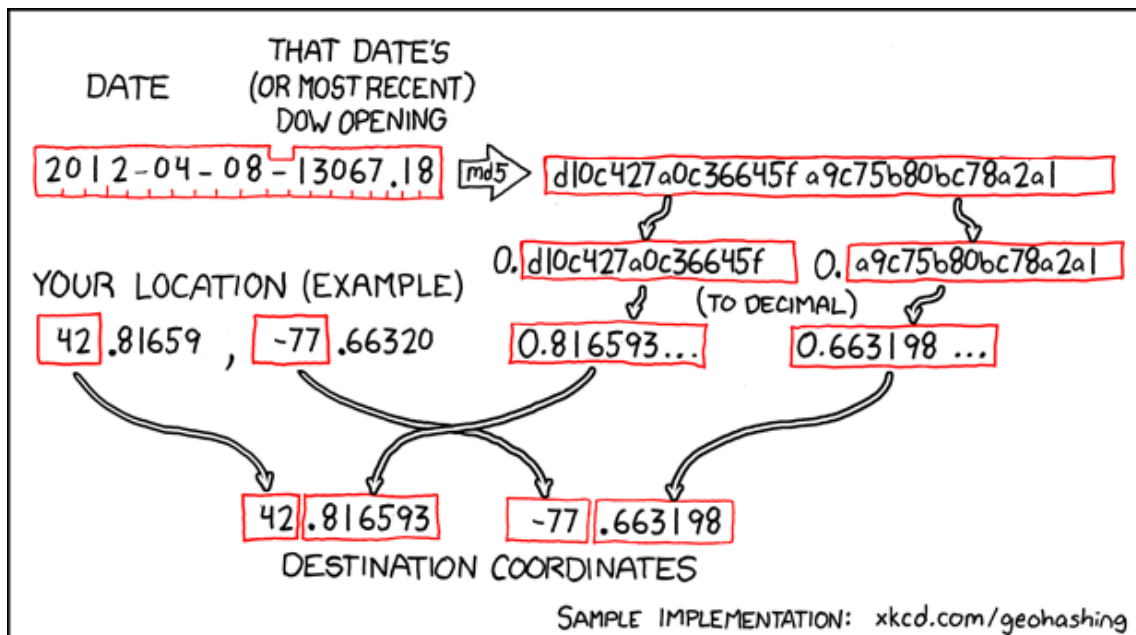 DATE
THAT DATE'S
(OR MOST RECENT)
DOW OPENING
2012-04-08-13067.18
md5
d10c427a0c36645fa9c75b80bc78a2a1
0.d10c427a0c36645f
0.a9c75b80bc78a2a1
(TO DECIMAL)
YOUR LOCATION (EXAMPLE)
42.81659, -77.66320
0.816593...
0.663198 ...
42.816593
-77.663198
DESTINATION COORDINATES
SAMPLE IMPLEMENTATION: xkcd.com/geohashing